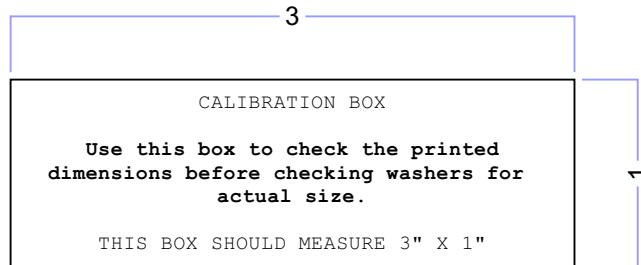 3
CALIBRATION BOX
Use this box to check the printed
dimensions before checking washers for
actual size.
THIS BOX SHOULD MEASURE 3" X 1"
1